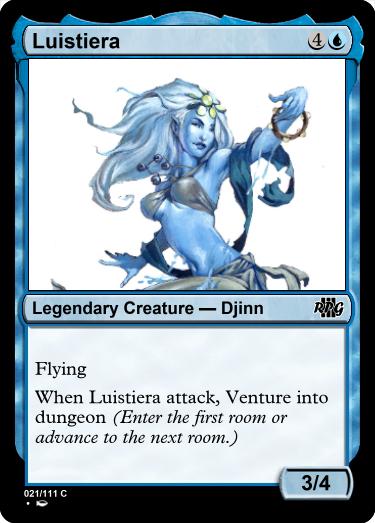 Luistiera
4
Legendary Creature — Djinn
RPG
Flying
When Luistiera attack, Venture into
dungeon (Enter the first room or
advance to the next room.)
021/111 C
3/4